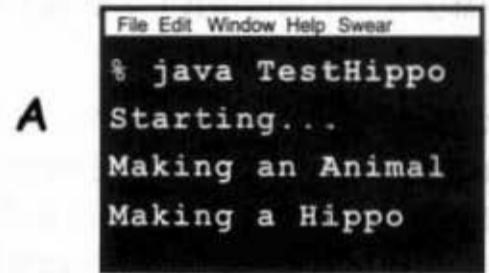 File Edit Window Help Swear
% java TestHippo
A
Starting...
Making an Animal
Making a Hippo